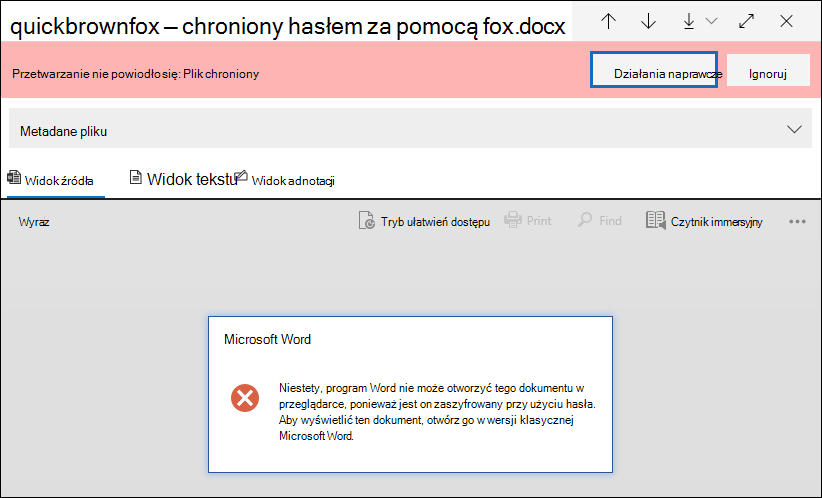 quickbrownfox – chroniony hasłem za pomocą fox.docx
Przetwarzanie nie powiodło się: Plik chroniony
Działania naprawcze
Ignoruj
Metadane pliku
Widok źródła
Widok tekstu
Widok adnotacji
Wyraz
Tryb ułatwień dostępu
Print
Find
Czytnik immersyjny
Microsoft Word
Niestety, program Word nie może otworzyć tego dokumentu w
przeglądarce, ponieważ jest on zaszyfrowany przy użyciu hasła.
Aby wyświetlić ten dokument, otwórz go w wersji klasycznej
Microsoft Word.